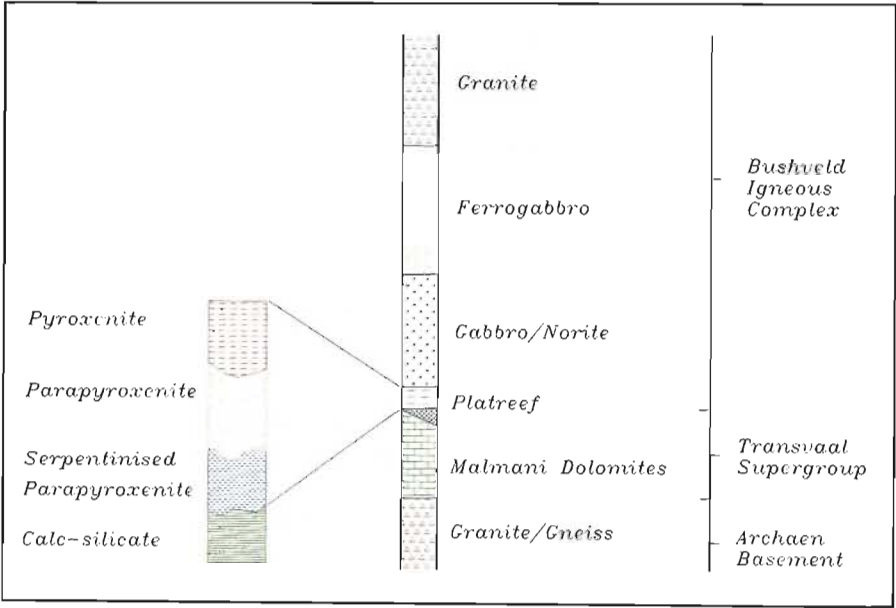 Granite
Bushveld
Igneous
Complex
Ferrogabbro
Pyroxenite
Gabbro/Norite
Parapyroxenite
Platreef
Serpentinised
Parapyroxenite
Transvaal
Supergroup
Malmani Dolomites
Calc-silicate
Granite/Gneiss
Archaen
Basement